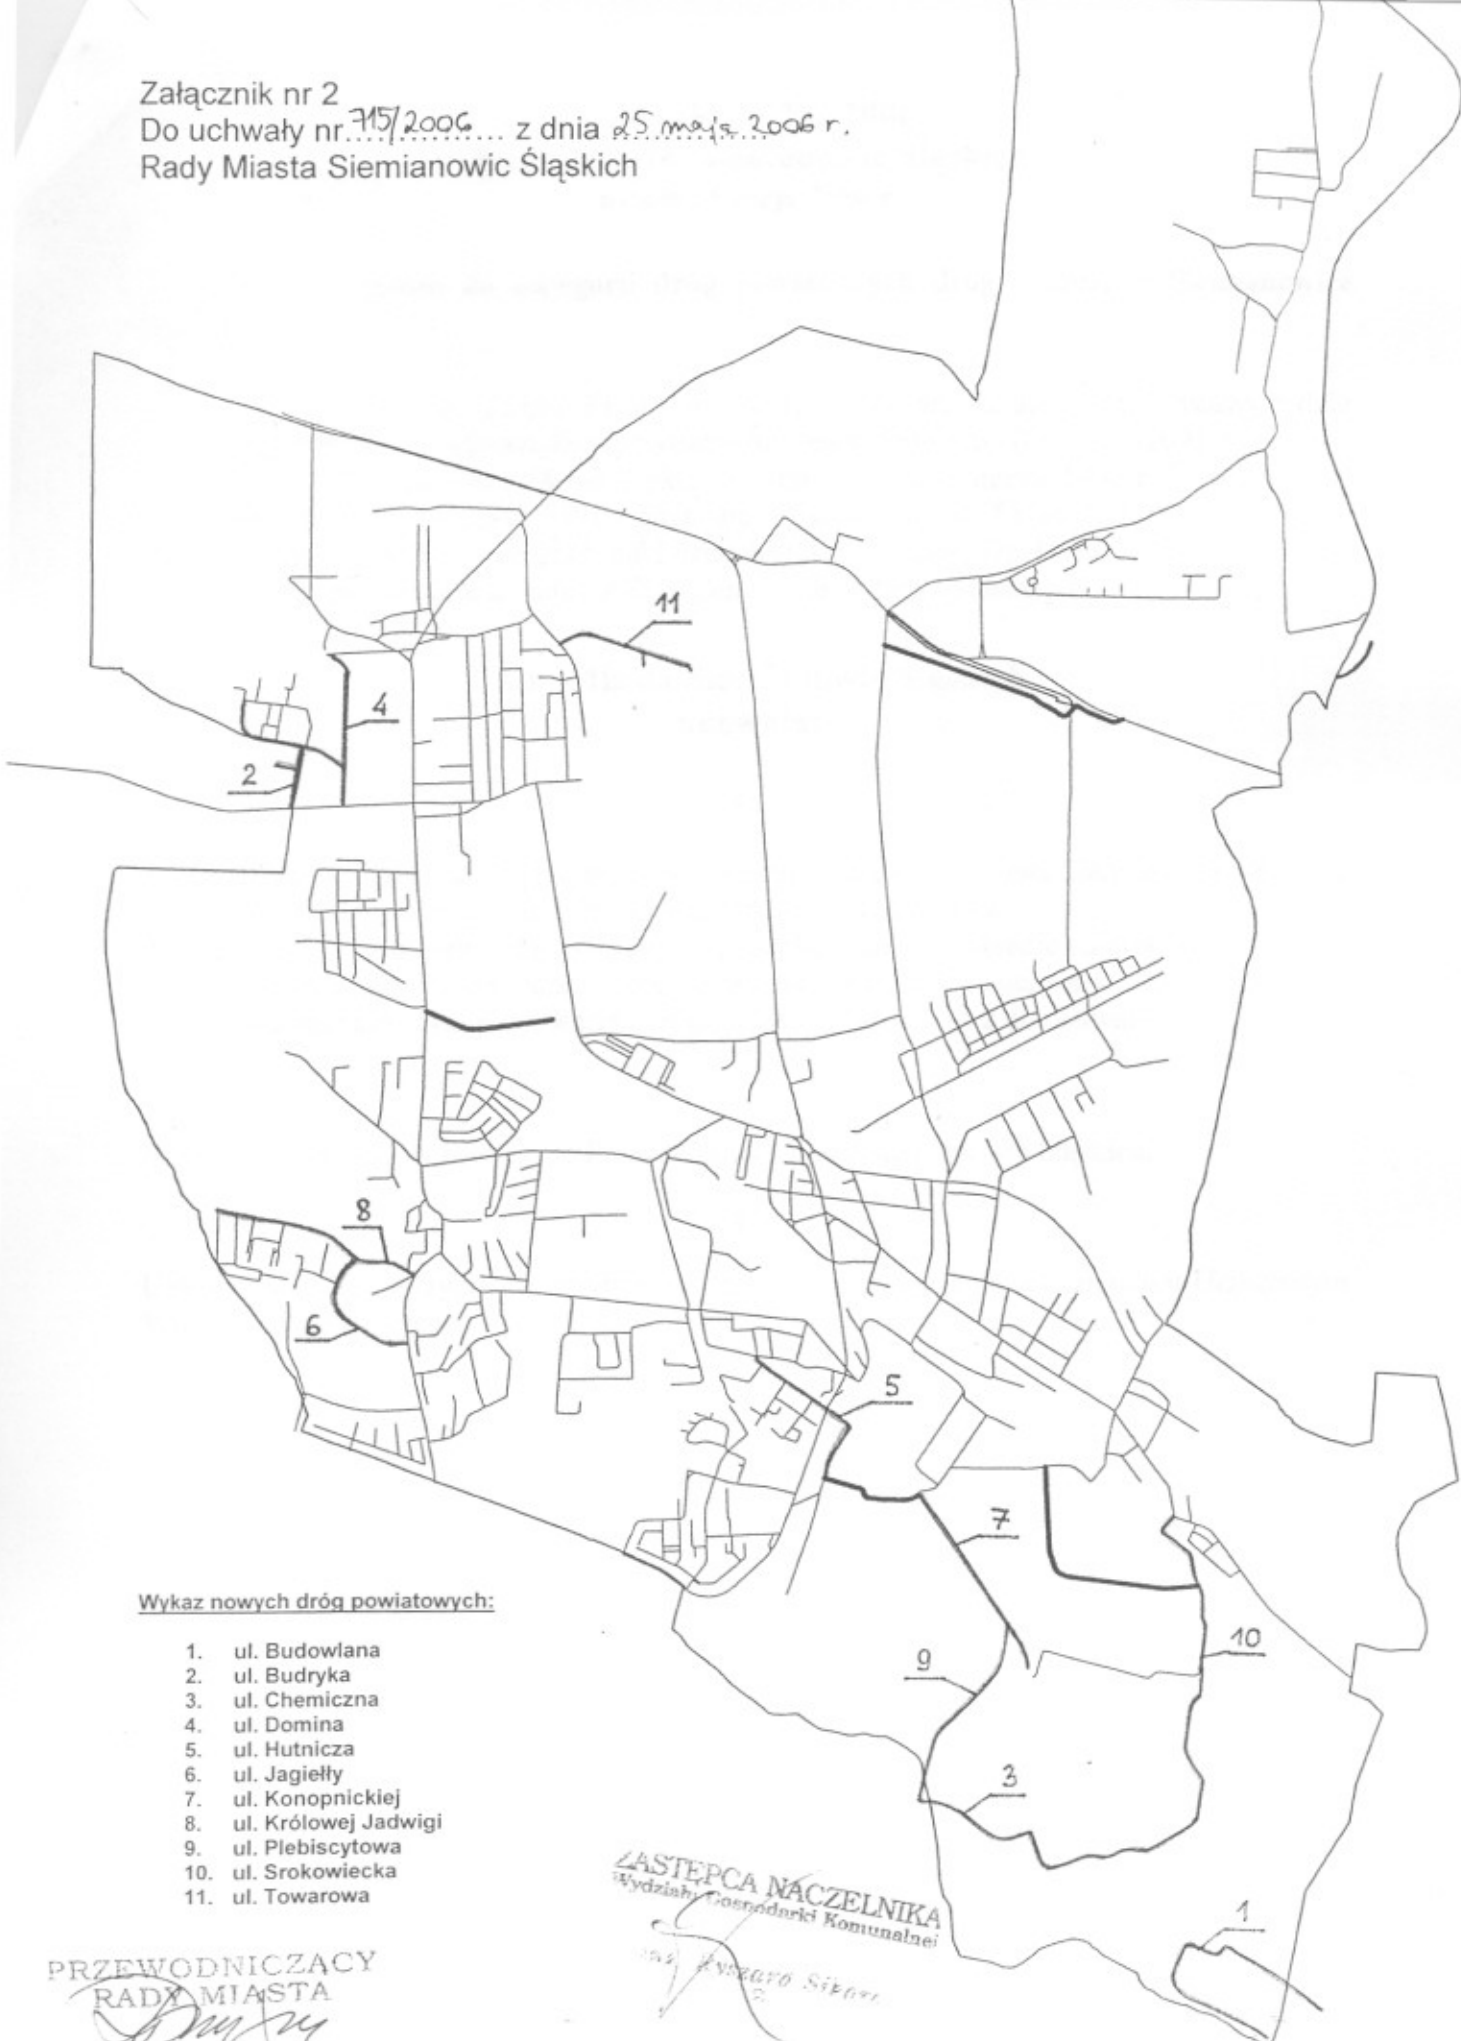 Załącznik nr 2
Do uchwały nr 715/2006 z dnia 25 maja 2006 r.
Rady Miasta Siemianowic Śląskich
11
4
2
8
6
5
7
10
9
3
1
Wykaz nowych dróg powiatowych:
1. ul. Budowlana
2. ul. Budryka
3. ul. Chemiczna
4. ul. Domina
5. ul. Hutnicza
6. ul. Jagiełły
7. ul. Konopnickiej
8. ul. Królowej Jadwigi
9. ul. Plebiscytowa
10. ul. Srokowiecka
11. ul. Towarowa
ZASTĘPCA NACZELNIKA
Wydziału Gospodarki Komunalnej
PRZEWODNICZĄCY
RADY MIASTA